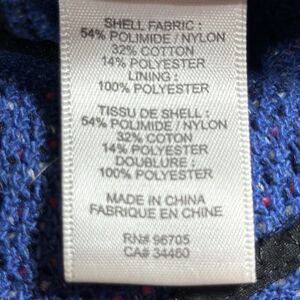 SHELL FABRIC :
54% POLIMIDE / NYLON
32% COTTON
14% POLYESTER
LINING :
100% POLYESTER
TISSU DE SHELL :
54% POLIMIDE / NYLON
32% COTON
14% POLYESTER
DOUBLURE :
100% POLYESTER
MADE IN CHINA
FABRIQUE EN CHINE
RN# 96705
CA# 34460